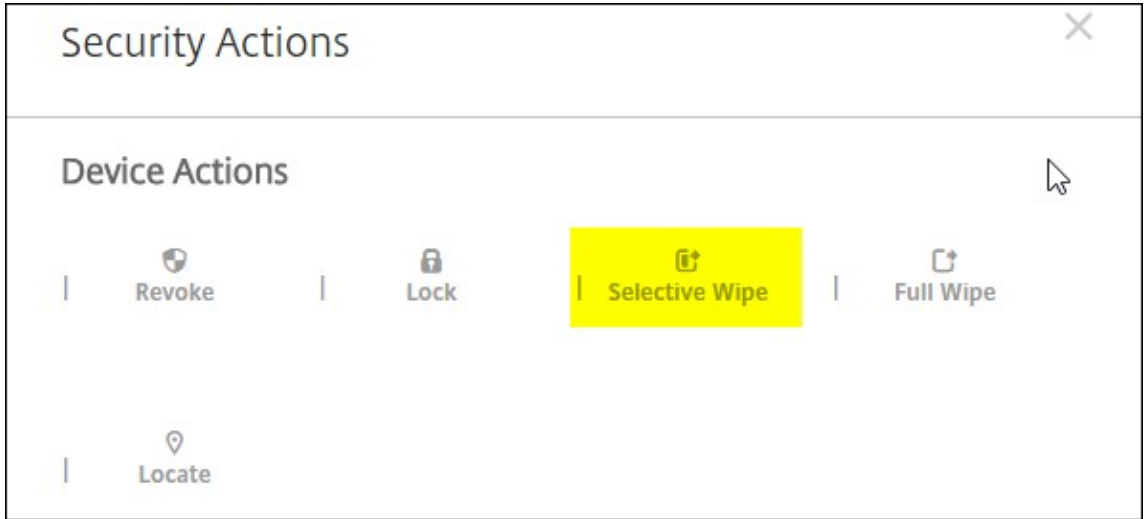 Security Actions
Device Actions
Revoke Lock Selective Wipe Full Wipe
Locate